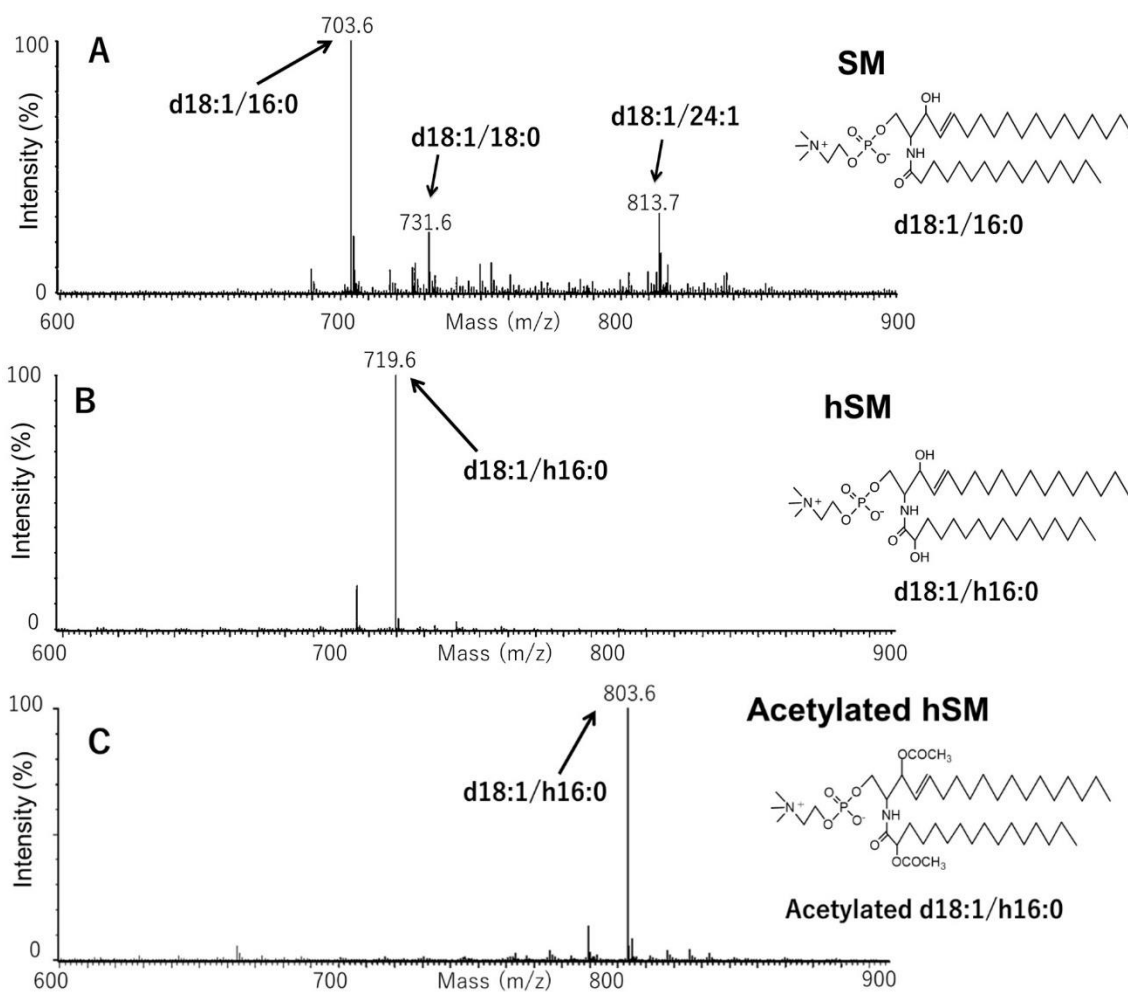 A
SM
703.6
100
d18:1/16:0
d18:1/18:0
d18:1/24:1
731.6
813.7
Intensity (%)
0
600
700
Mass (m/z)
800
900
OH
O
O
P
O
O-
N+
NH
O
d18:1/16:0
B
hSM
719.6
100
d18:1/h16:0
Intensity (%)
0
600
700
Mass (m/z)
800
900
OH
O
O
P
O
O-
N+
NH
O
OH
d18:1/h16:0
C
Acetylated hSM
803.6
100
d18:1/h16:0
Intensity (%)
0
600
700
Mass (m/z)
800
900
OCOCH3
O
O
P
O
O-
N+
NH
O
OCOCH3
Acetylated d18:1/h16:0